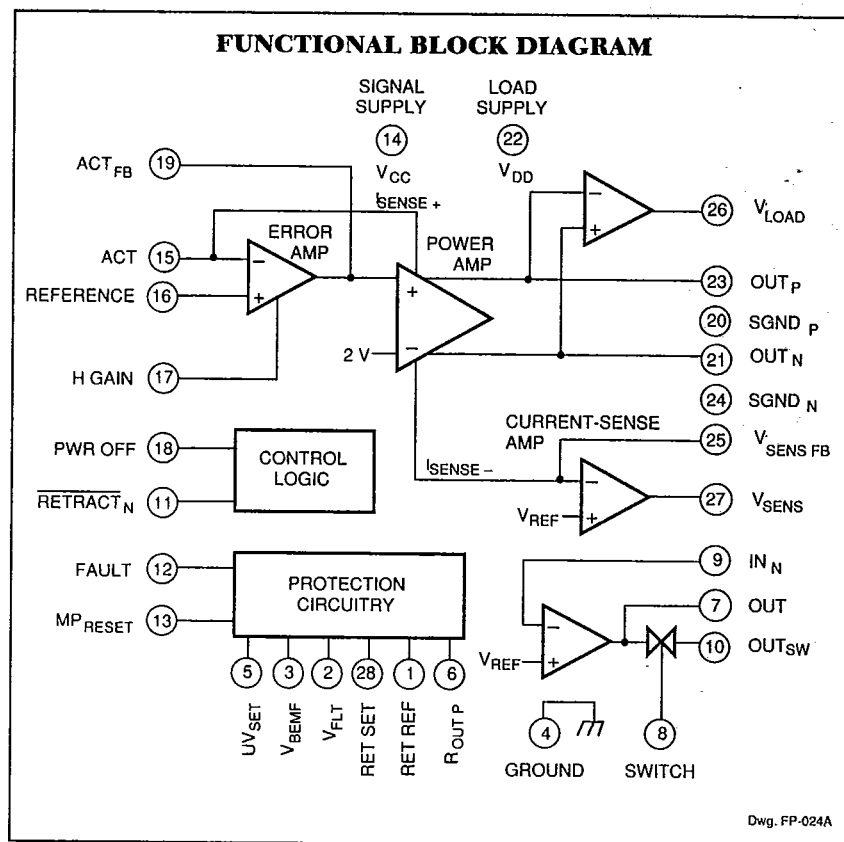 FUNCTIONAL BLOCK DIAGRAM
SIGNAL
SUPPLY
LOAD
SUPPLY
14
22
VCC
VDD
ACTFB
19
ISENSE +
ERROR
AMP
POWER
AMP
−
+
26
VLOAD
ACT
15
−
REFERENCE
16
+
+
23
OUTP
20
SGND P
2 V
−
21
OUTN
H GAIN
17
24
SGND N
CURRENT-SENSE
AMP
25
VSENS FB
PWR OFF
18
CONTROL
LOGIC
ISENSE −
−
RETRACTN
11
VREF
+
27
VSENS
9
INN
FAULT
12
PROTECTION
CIRCUITRY
7
OUT
MPRESET
13
−
VREF
+
10
OUTSW
5
3
2
28
1
6
UVSET
VBEMF
VFLT
RET SET
RET REF
ROUT P
4
8
GROUND
SWITCH
Dwg. FP-024A